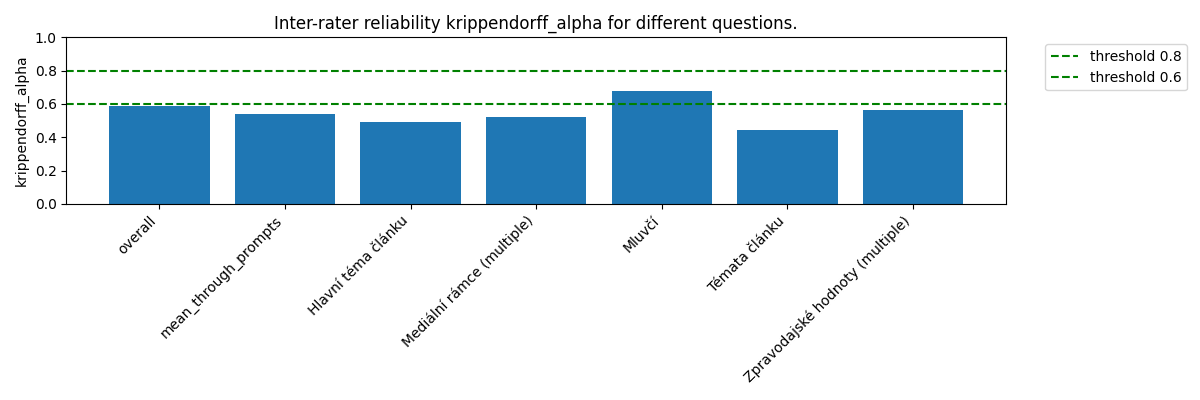 Inter-rater reliability krippendorff_alpha for different questions.
krippendorff_alpha
1.0
0.8
0.6
0.4
0.2
0.0
overall
mean_through_prompts
Hlavní téma článku
Mediální rámce (multiple)
Mluvčí
Témata článku
Zpravodajské hodnoty (multiple)
threshold 0.8
threshold 0.6